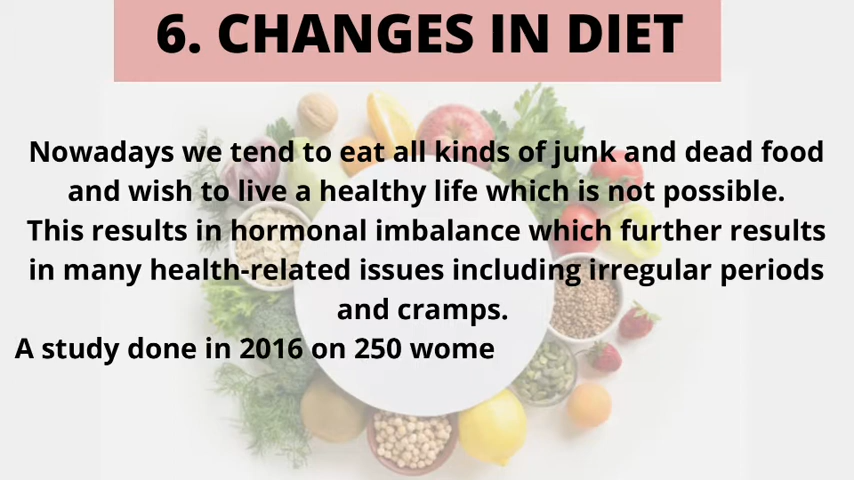 6. CHANGES IN DIET
Nowadays we tend to eat all kinds of junk and dead food
and wish to live a healthy life which is not possible.
This results in hormonal imbalance which further results
in many health-related issues including irregular periods
and cramps.
A study done in 2016 on 250 wome